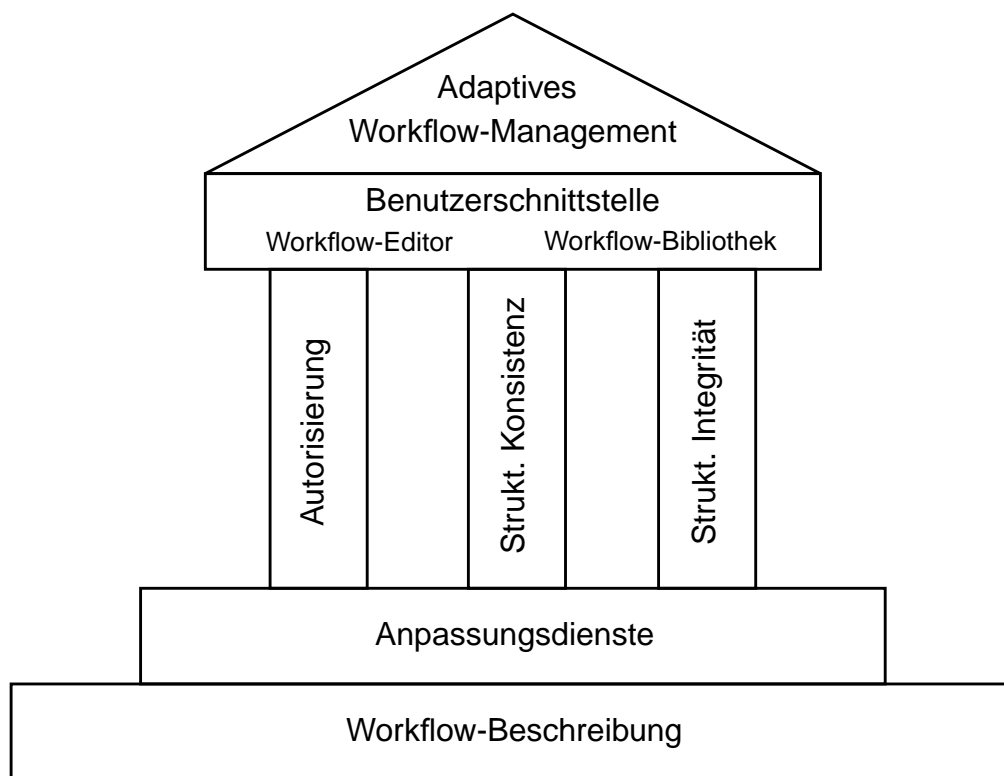 Adaptives
Workflow-Management
Benutzerschnittstelle
Workflow-Editor
Workflow-Bibliothek
Autorisierung
Strukt. Konsistenz
Strukt. Integrität
Anpassungsdienste
Workflow-Beschreibung